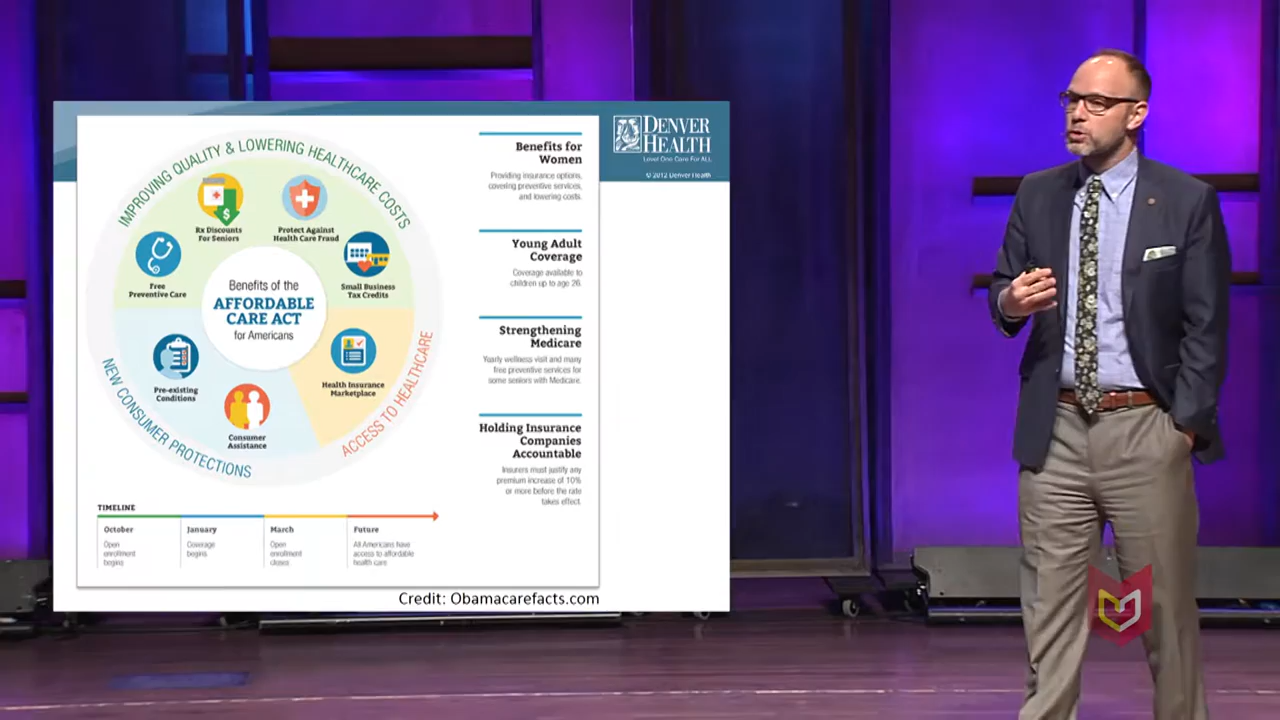 DENVER
HEALTH
Level One Care For ALL
© 2012 Denver Health
IMPROVING QUALITY & LOWERING HEALTHCARE COSTS
Rx Discounts
For Seniors
Protect Against
Health Care Fraud
Free
Preventive Care
Small Business
Tax Credits
Benefits of the
AFFORDABLE
CARE ACT
for Americans
Pre-existing
Conditions
Health Insurance
Marketplace
Consumer
Assistance
NEW CONSUMER PROTECTIONS
ACCESS TO HEALTHCARE
Benefits for
Women
Providing insurance options,
covering preventive services,
and lowering costs.
Young Adult
Coverage
Coverage available to
children up to age 26.
Strengthening
Medicare
Yearly wellness visit and many
free preventive services for
some seniors with Medicare.
Holding Insurance
Companies
Accountable
Insurers must justify any
premium increase of 10%
or more before the rate
takes effect.
TIMELINE
October
Open
enrollment
begins
January
Coverage
begins
March
Open
enrollment
closes
Future
All Americans have
access to affordable
health care
Credit: Obamacarefacts.com